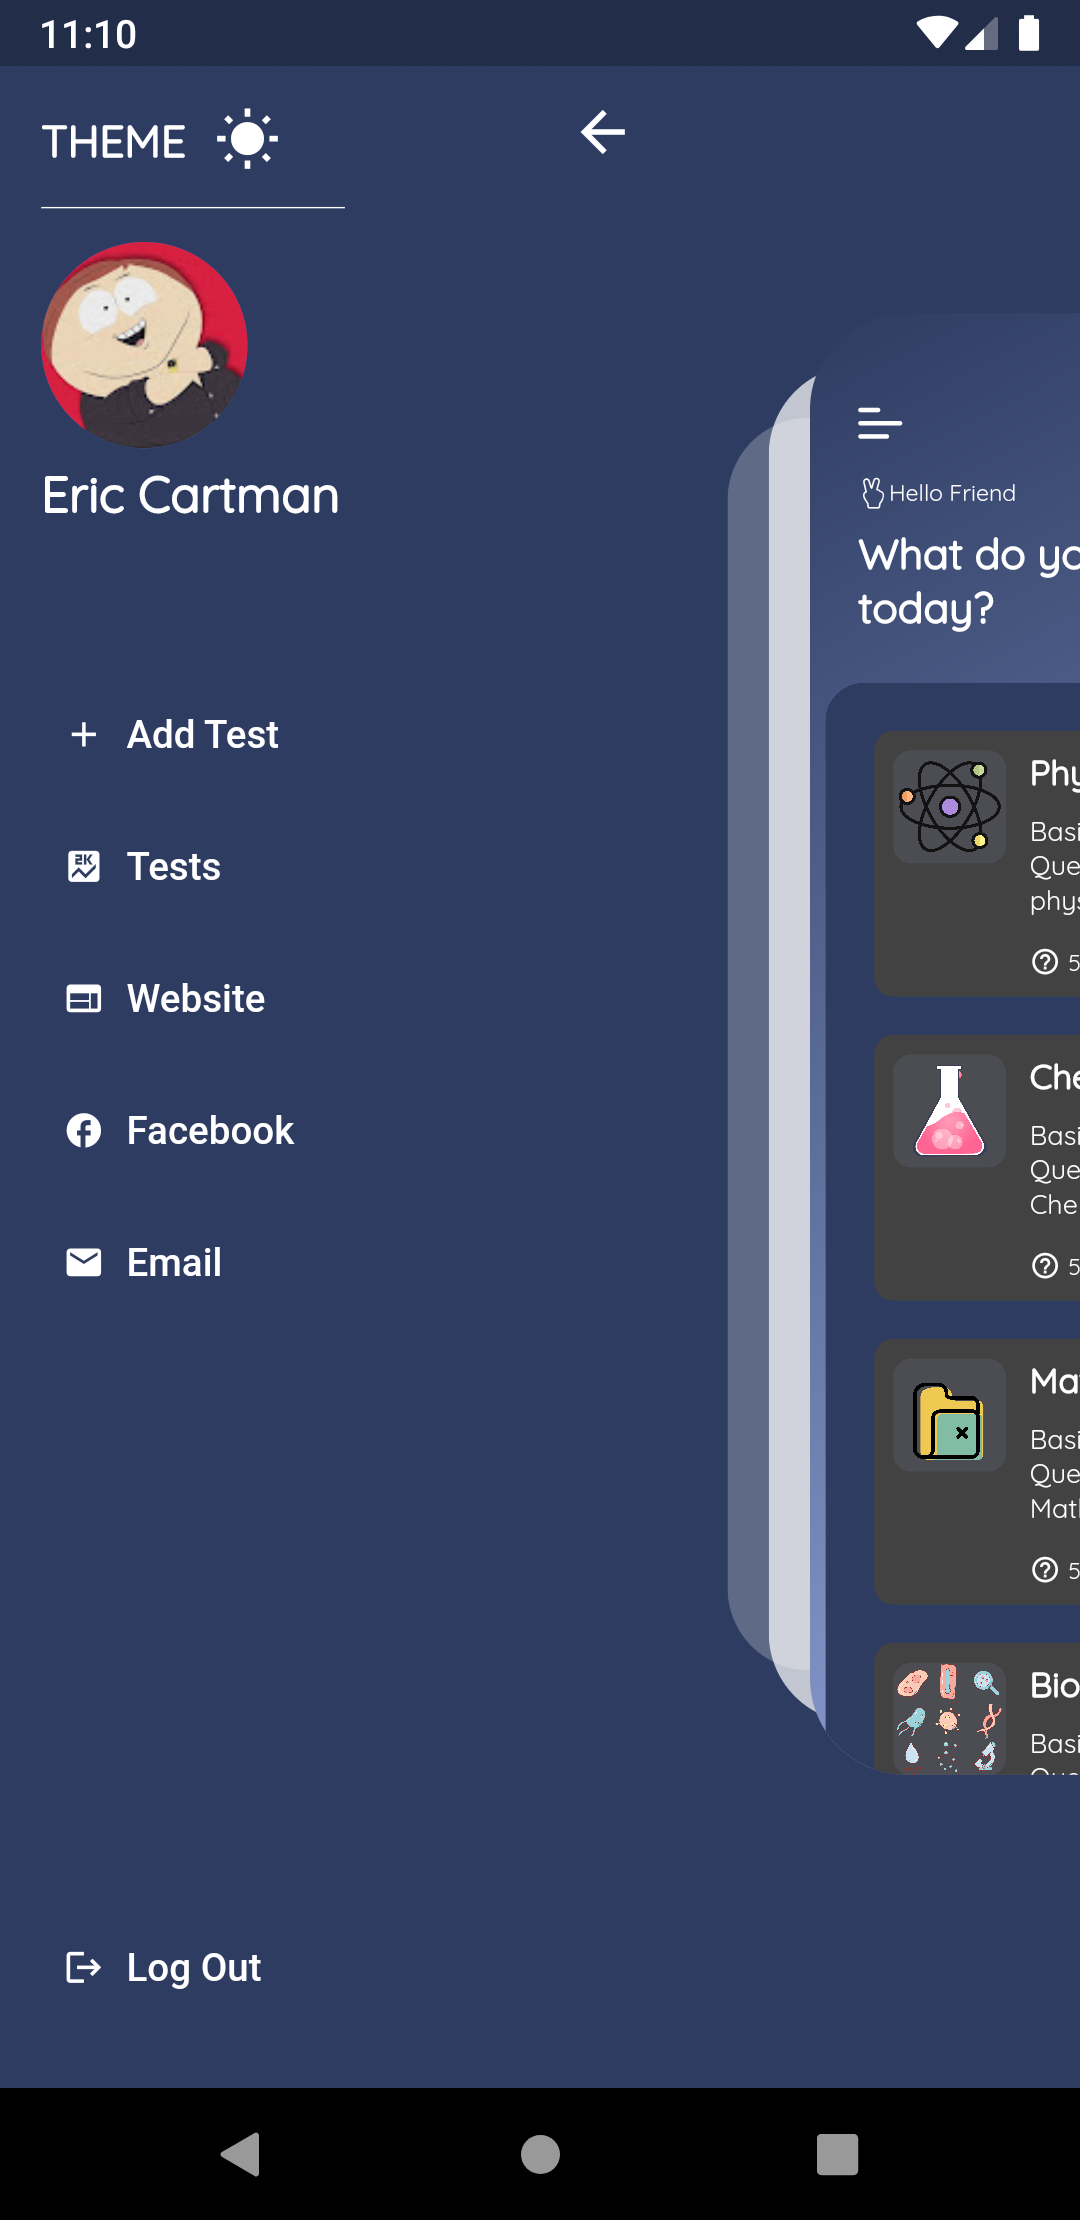 11:10
THEME
Eric Cartman
Add Test
Tests
Website
Facebook
Email
Log Out
Hello Friend
What do yo
today?
Phy
Basi
Que
phys
5
Che
Basi
Que
Che
5
Mat
Basi
Que
Math
5
Bio
Basi